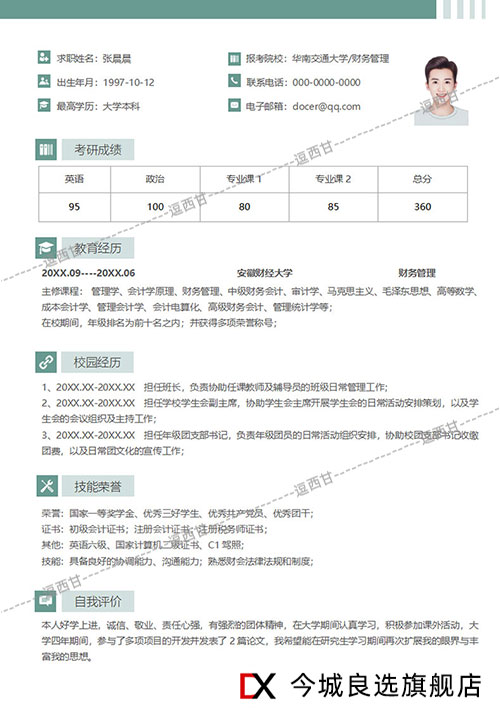 求职姓名：张晨晨 报考院校：华南交通大学/财务管理
出生年月：1997-10-12 联系电话：000-0000-0000
最高学历：大学本科 电子邮箱：docer@qq.com
考研成绩
英语 政治 专业课 1 专业课 2 总分
95 100 80 85 360
教育经历
20XX.09----20XX.06 安徽财经大学 财务管理
主修课程： 管理学、会计学原理、财务管理、中级财务会计、审计学、马克思主义、毛泽东思想、高等数学、
成本会计学、管理会计学、会计电算化、高级财务会计、管理统计学等；
在校期间，年级排名为前十名之内；并获得多项荣誉称号；
校园经历
1、20XX.XX-20XX.XX 担任班长，负责协助任课教师及辅导员的班级日常管理工作；
2、20XX.XX-20XX.XX 担任学校学生会副主席，协助学生会主席开展学生会的日常活动安排策划，以及学
生会的会议组织及主持工作；
3、20XX.XX-20XX.XX 担任年级团支部书记，负责年级团员的日常活动组织安排，协助校团支部书记收缴
团费，以及日常团文化的宣传工作；
技能荣誉
荣誉：国家一等奖学金、优秀三好学生、优秀共产党员、优秀团干；
证书：初级会计证书；注册会计证书；注册税务师证书；
其他：英语六级、国家计算机二级证书、C1 驾照；
技能：具备良好的协调能力、沟通能力；熟悉财会法律法规和制度；
自我评价
本人好学上进，诚信、敬业、责任心强，有强烈的团体精神，在大学期间认真学习，积极参加课外活动，大
学四年期间，参与了多项项目的开发并发表了 2 篇论文，我希望能在研究生学习期间再次扩展我的眼界与丰
富我的思想。
逗西甘
逗西甘
逗西甘
逗西甘
逗西甘
逗西甘
CX 今城良选旗舰店